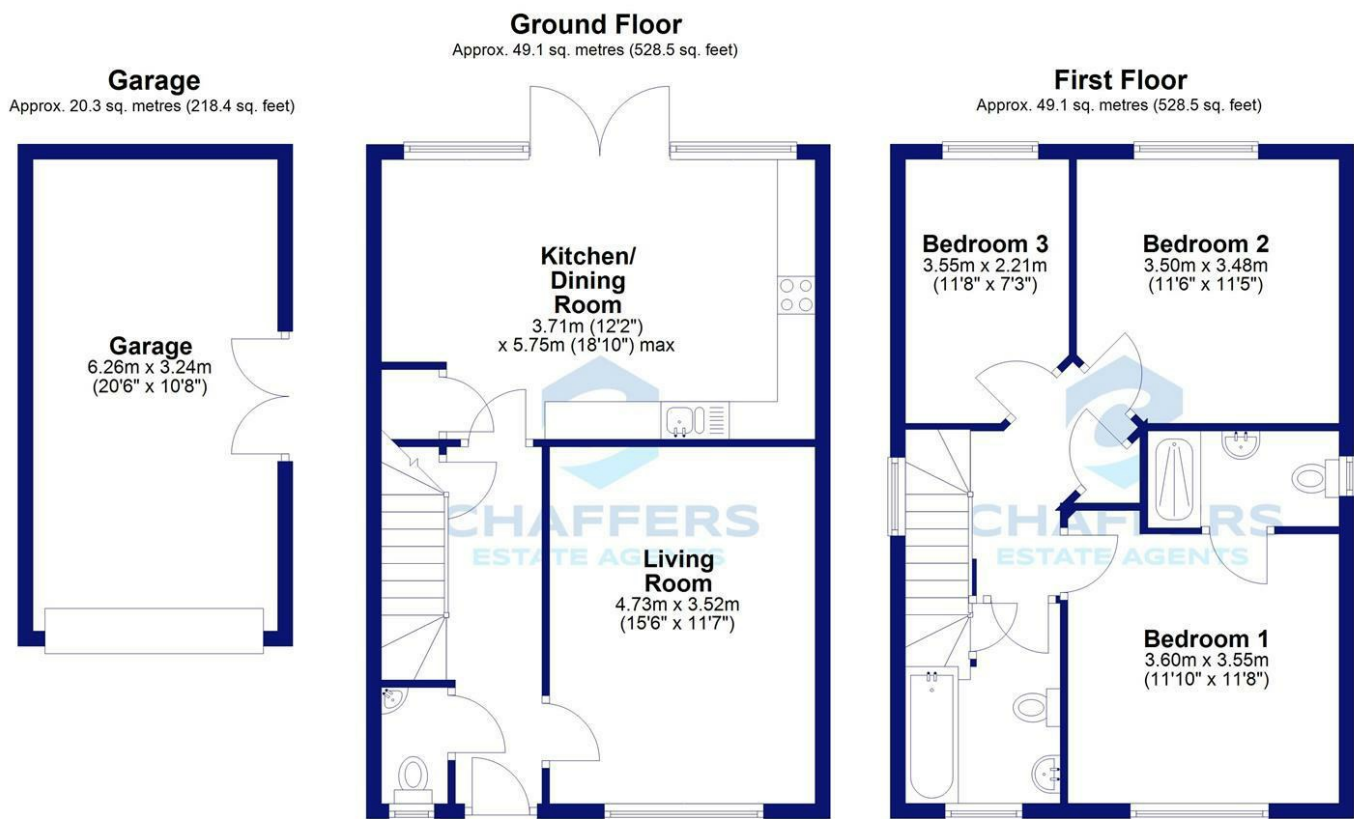 Ground Floor
Approx. 49.1 sq. metres (528.5 sq. feet)
Garage
Approx. 20.3 sq. metres (218.4 sq. feet)
First Floor
Approx. 49.1 sq. metres (528.5 sq. feet)
Garage
6.26m x 3.24m
(20'6" x 10'8")
Kitchen/
Dining
Room
3.71m (12'2")
x 5.75m (18'10") max
Living
Room
4.73m x 3.52m
(15'6" x 11'7")
CHAFFERS
ESTATE AGENTS
Bedroom 3
3.55m x 2.21m
(11'8" x 7'3")
Bedroom 2
3.50m x 3.48m
(11'6" x 11'5")
CHAFFERS
ESTATE AGENTS
Bedroom 1
3.60m x 3.55m
(11'10" x 11'8")